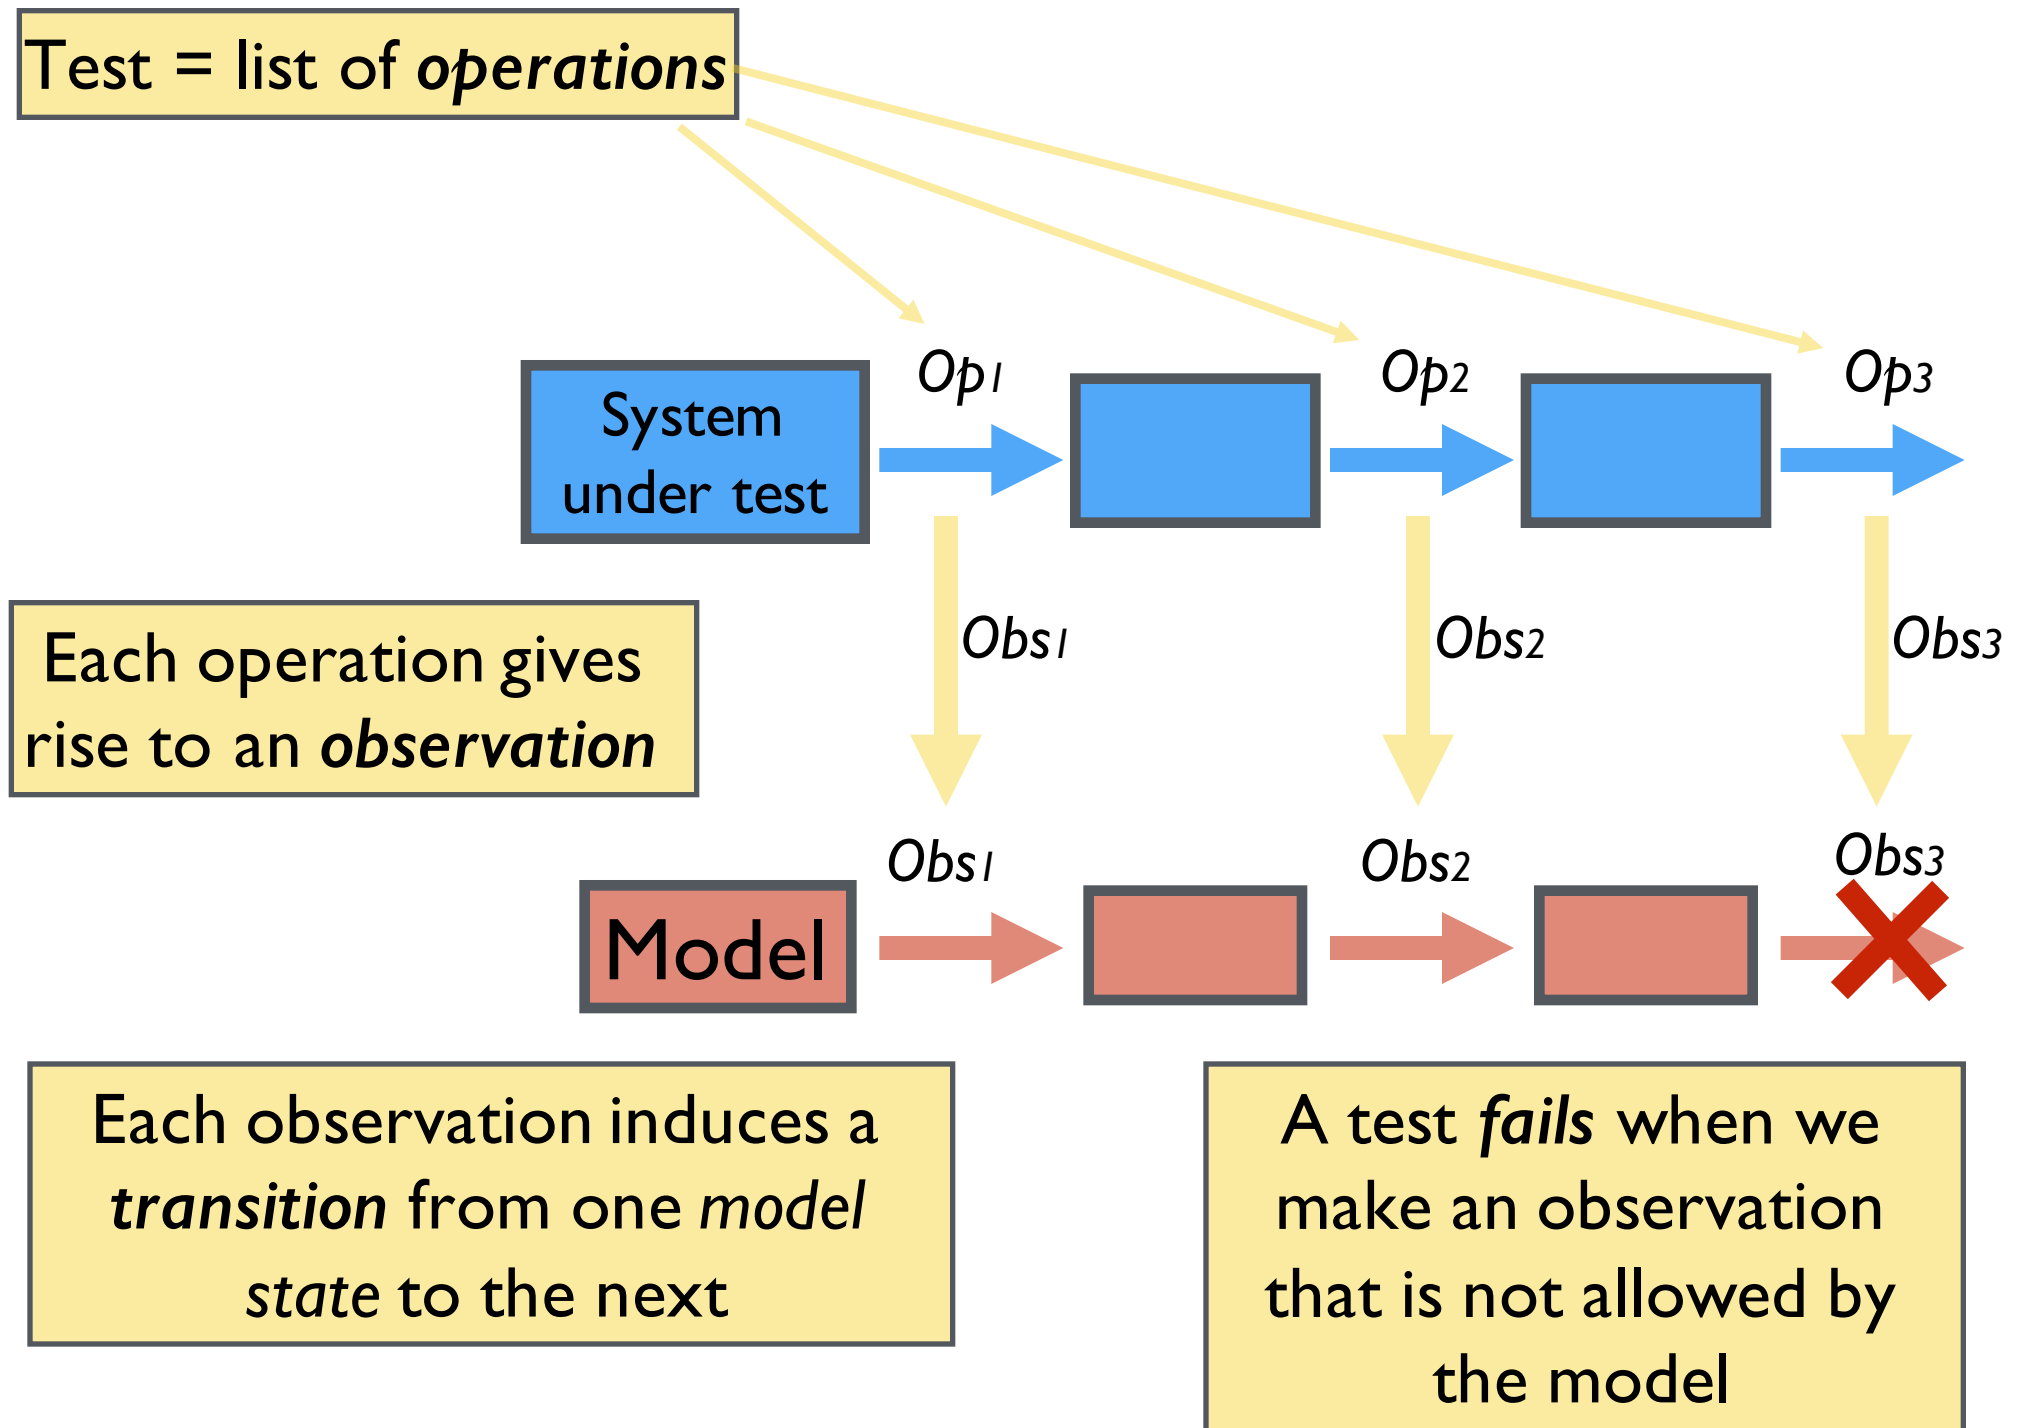 Test = list of operations
Op1
Op2
Op3
System
under test
Obs1
Obs2
Obs3
Each operation gives
rise to an observation
Obs1
Obs2
Obs3
Model
Each observation induces a
transition from one model
state to the next
A test fails when we
make an observation
that is not allowed by
the model